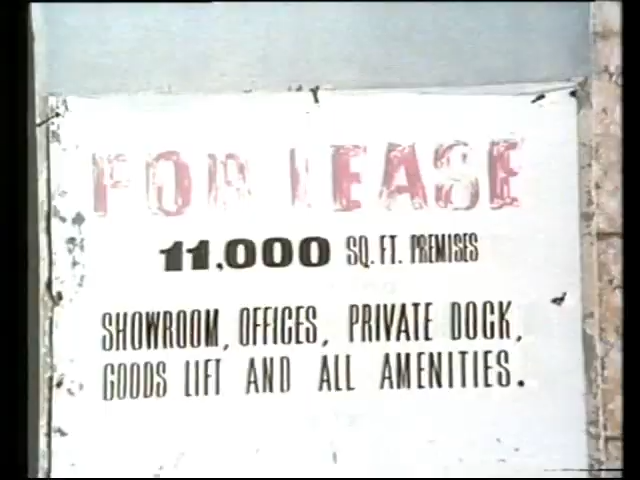 FOR LEASE
11,000 SQ. FT. PREMISES
SHOWROOM, OFFICES, PRIVATE DOCK,
GOODS LIFT AND ALL AMENITIES.